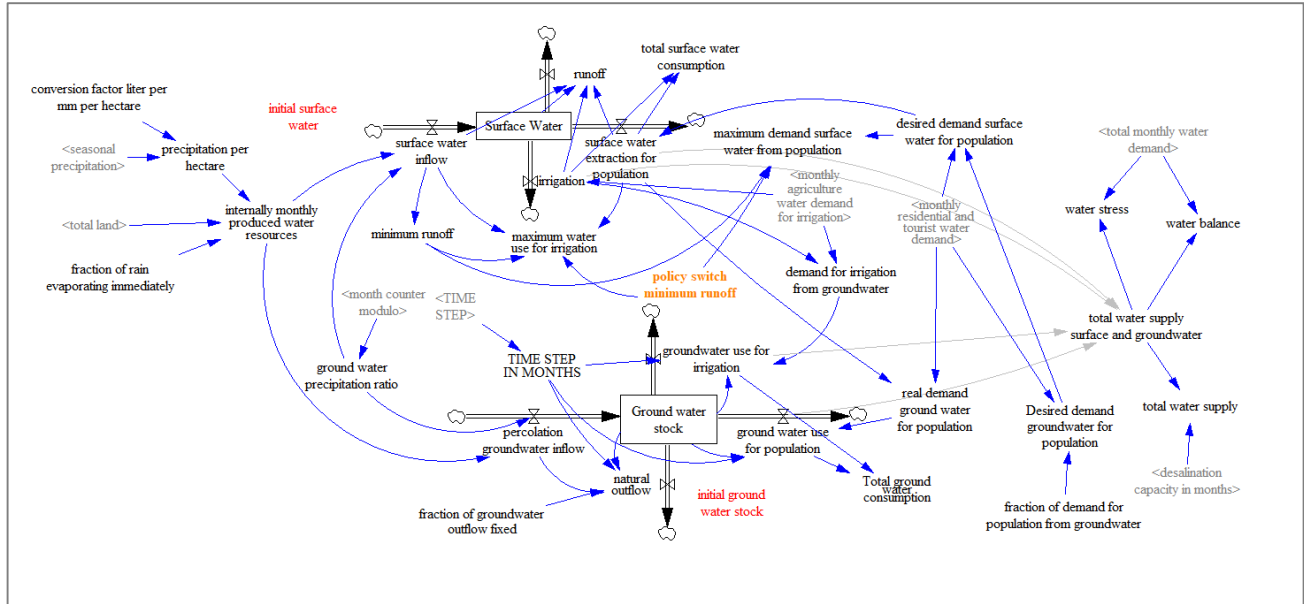 conversion factor liter per
mm per hectare
<seasonal
precipitation>
precipitation per
hectare
<total land>
internally monthly
produced water
resources
fraction of rain
evaporating immediately
initial surface
water
surface water
inflow
Surface Water
runoff
total surface water
consumption
surface water
extraction for
population
irrigation
minimum runoff
maximum water
use for irrigation
maximum demand surface
water from population
desired demand surface
water for population
<monthly
agriculture
water demand
for irrigation>
<monthly
residential and
tourist water
demand>
<total monthly water
demand>
water stress
water balance
policy switch
minimum runoff
demand for irrigation
from groundwater
total water supply
surface and groundwater
<month counter
modulo>
<TIME
STEP>
ground water
precipitation ratio
TIME STEP
IN MONTHS
groundwater use for
irrigation
percolation
groundwater inflow
Ground water
stock
ground water use
for population
real demand
ground water
for population
Desired demand
groundwater for
population
total water supply
<desalination
capacity in months>
natural
outflow
fraction of groundwater
outflow fixed
initial ground
water stock
Total ground
water
consumption
fraction of demand for
population from groundwater